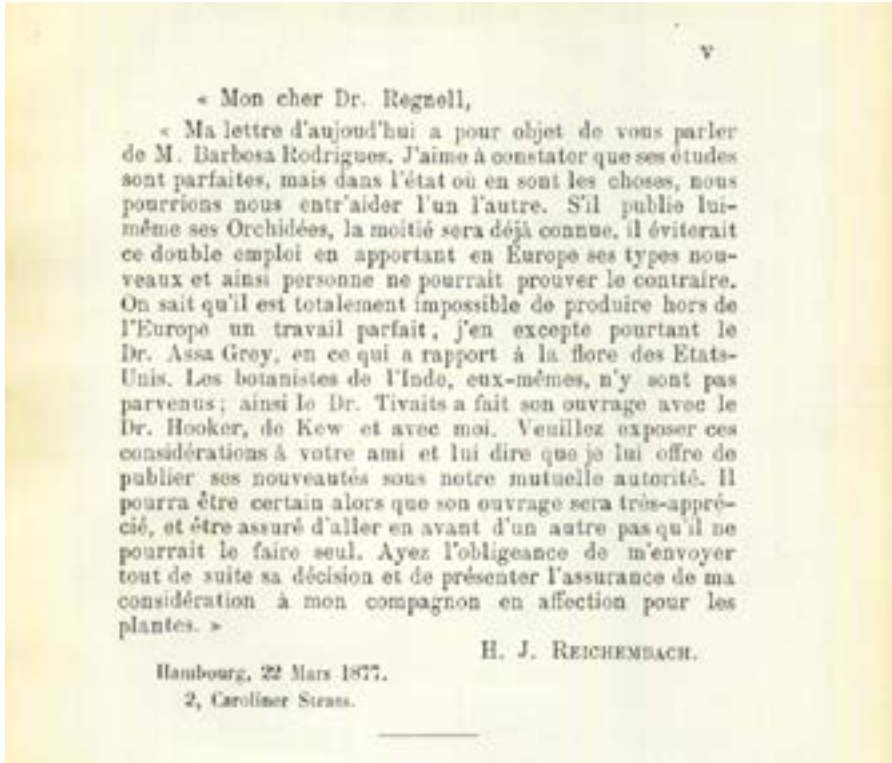 v
« Mon cher Dr. Regnell,
« Ma lettre d'aujourd'hui a pour objet de vous parler
de M. Barbosa Rodrigues. J'aime à constater que ses études
sont parfaites, mais dans l'état où en sont les choses, nous
pourrions nous entr'aider l'un l'autre. S'il publie lui-
même ses Orchidées, la moitié sera déjà connue, il éviterait
ce double emploi en apportant en Europe ses types nou-
veaux et ainsi personne ne pourrait prouver le contraire.
On sait qu'il est totalement impossible de produire hors de
l'Europe un travail parfait, j'en excepte pourtant le
Dr. Assa Grey, en ce qui a rapport à la flore des Etats-
Unis. Les botanistes de l'Inde, eux-mêmes, n'y sont pas
parvenus; ainsi le Dr. Tivaits a fait son ouvrage avec le
Dr. Hooker, de Kew et avec moi. Veuillez exposer ces
considérations à votre ami et lui dire que je lui offre de
publier ses nouveautés sous notre mutuelle autorité. Il
pourra être certain alors que son ouvrage sera très-appré-
cié, et être assuré d'aller en avant d'un autre pas qu'il ne
pourrait le faire seul. Ayez l'obligeance de m'envoyer
tout de suite sa décision et de présenter l'assurance de ma
considération à mon compagnon en affection pour les
plantes. »
H. J. REICHEMBACH.
Hambourg, 22 Mars 1877.
2, Caroliner Strass.